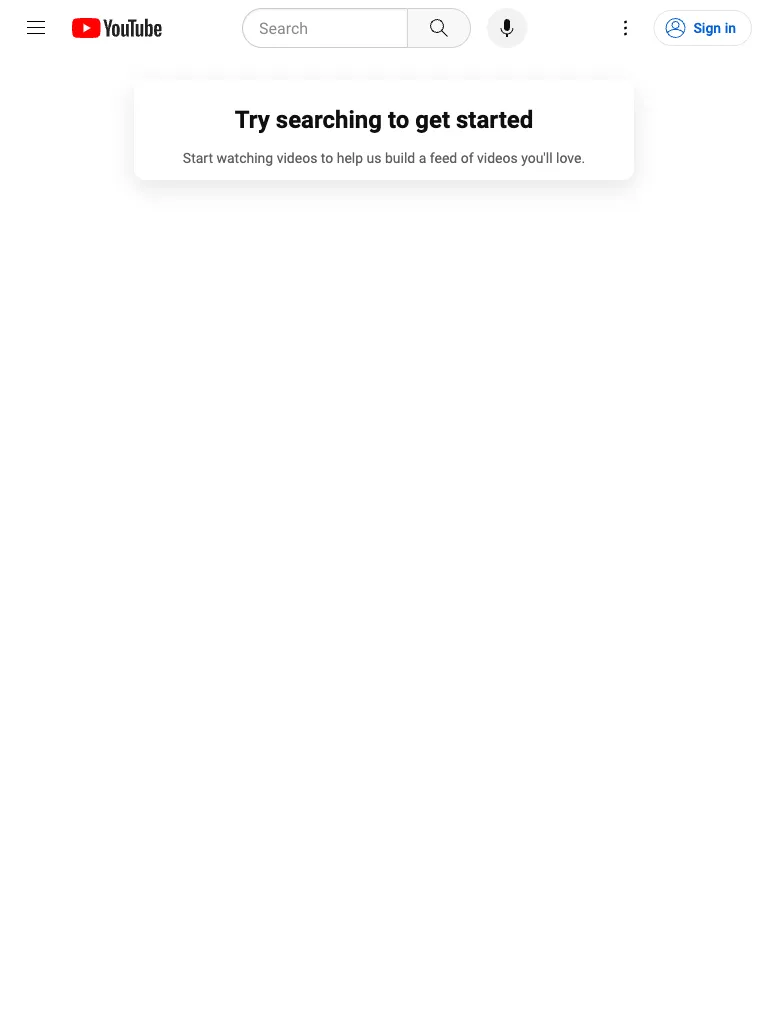 YouTube
Search
Sign in
Try searching to get started
Start watching videos to help us build a feed of videos you'll love.